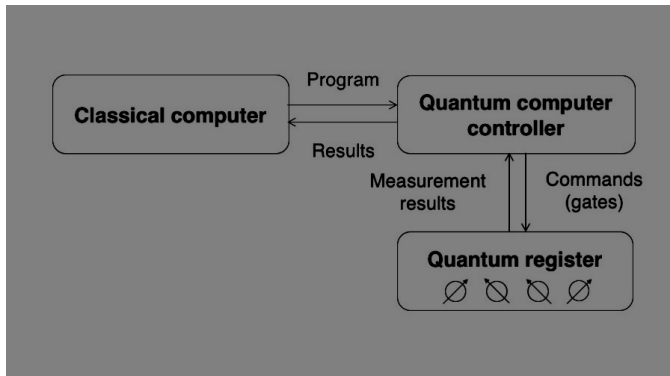 Program
Classical computer
Quantum computer
controller
Results
Measurement
results
Commands
(gates)
Quantum register